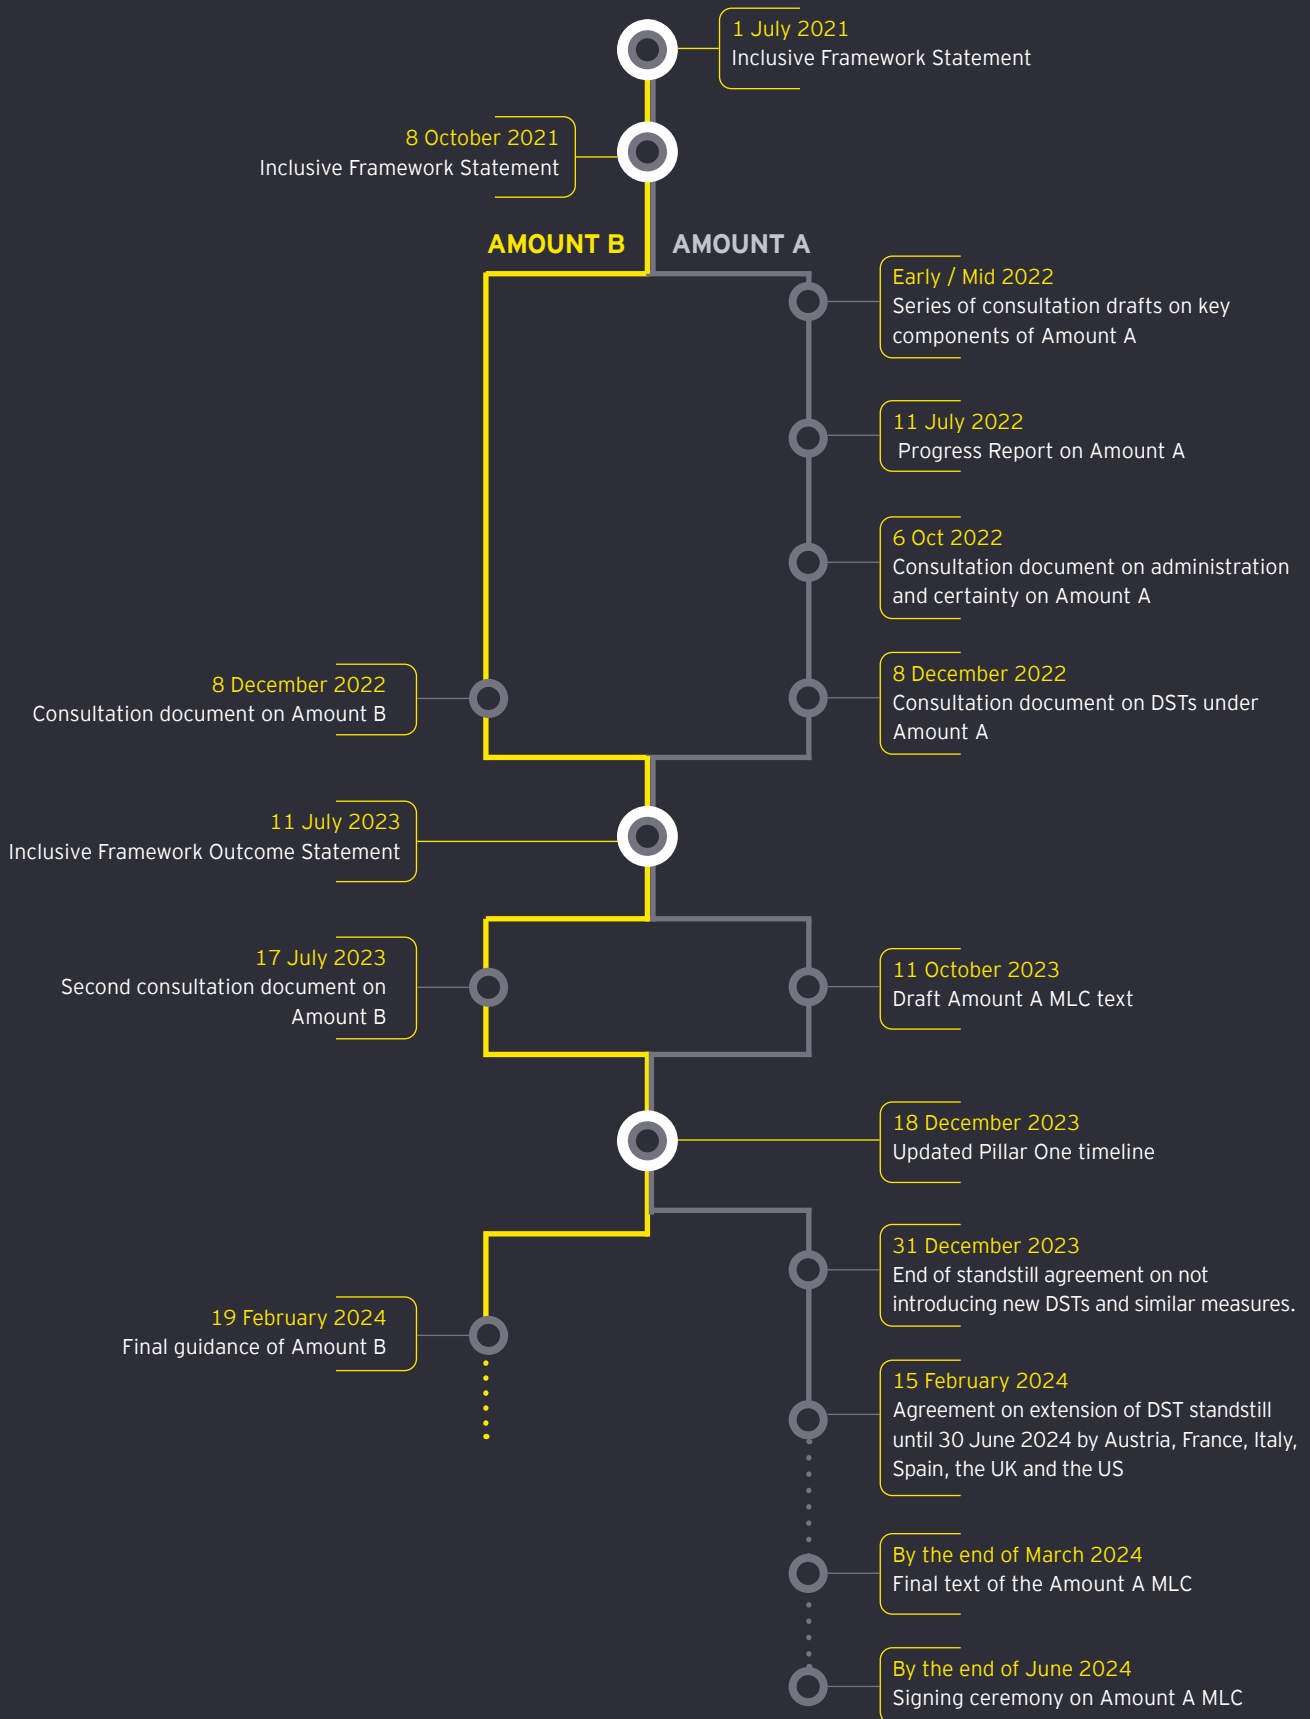 1 July 2021
Inclusive Framework Statement
8 October 2021
Inclusive Framework Statement
AMOUNT B
AMOUNT A
Early / Mid 2022
Series of consultation drafts on key
components of Amount A
11 July 2022
Progress Report on Amount A
6 Oct 2022
Consultation document on administration
and certainty on Amount A
8 December 2022
Consultation document on Amount B
8 December 2022
Consultation document on DSTs under
Amount A
11 July 2023
Inclusive Framework Outcome Statement
17 July 2023
Second consultation document on
Amount B
11 October 2023
Draft Amount A MLC text
18 December 2023
Updated Pillar One timeline
31 December 2023
End of standstill agreement on not
introducing new DSTs and similar measures.
19 February 2024
Final guidance of Amount B
15 February 2024
Agreement on extension of DST standstill
until 30 June 2024 by Austria, France, Italy,
Spain, the UK and the US
By the end of March 2024
Final text of the Amount A MLC
By the end of June 2024
Signing ceremony on Amount A MLC